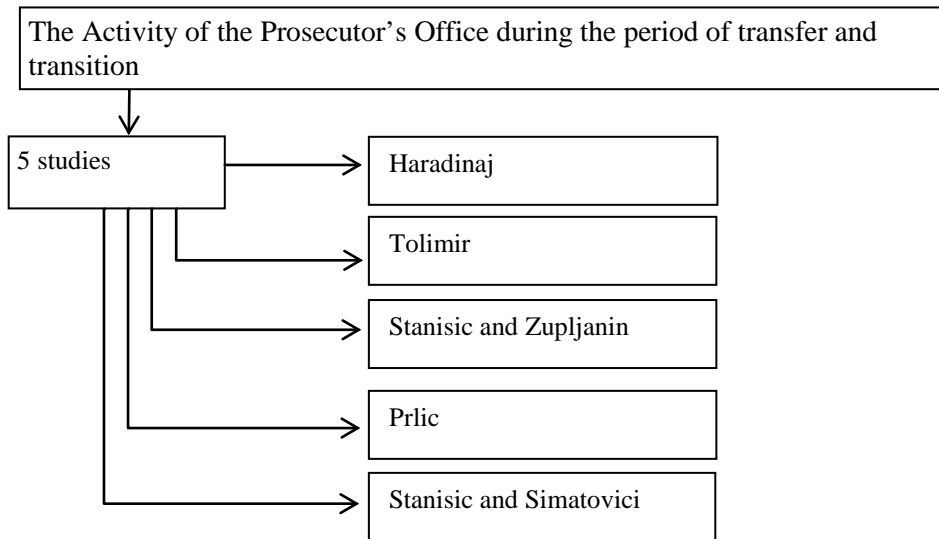 The Activity of the Prosecutor’s Office during the period of transfer and
transition
5 studies
Haradinaj
Tolimir
Stanisic and Zupljanin
Prlic
Stanisic and Simatovici